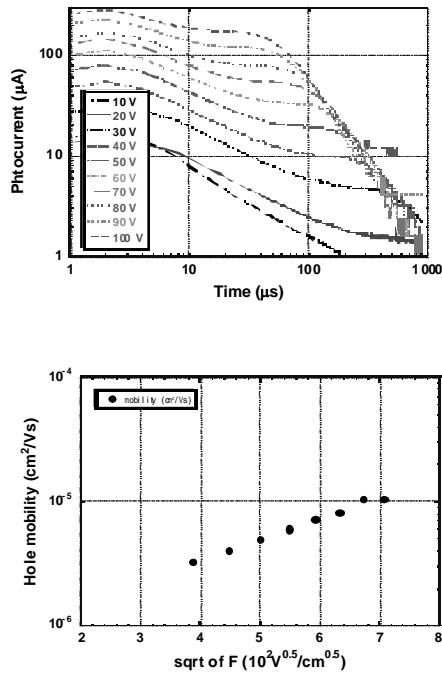 Phtocurrent (µA)
100
10
1
10 V
20 V
30 V
40 V
50 V
60 V
70 V
80 V
90 V
100 V
1
10
100
1 000
Time (µs)
Hole mobility (cm²/Vs)
10⁻⁴
10⁻⁵
10⁻⁶
mobility (cm²/Vs)
2
3
4
5
6
7
8
sqrt of F (10²V⁰·⁵/cm⁰·⁵)